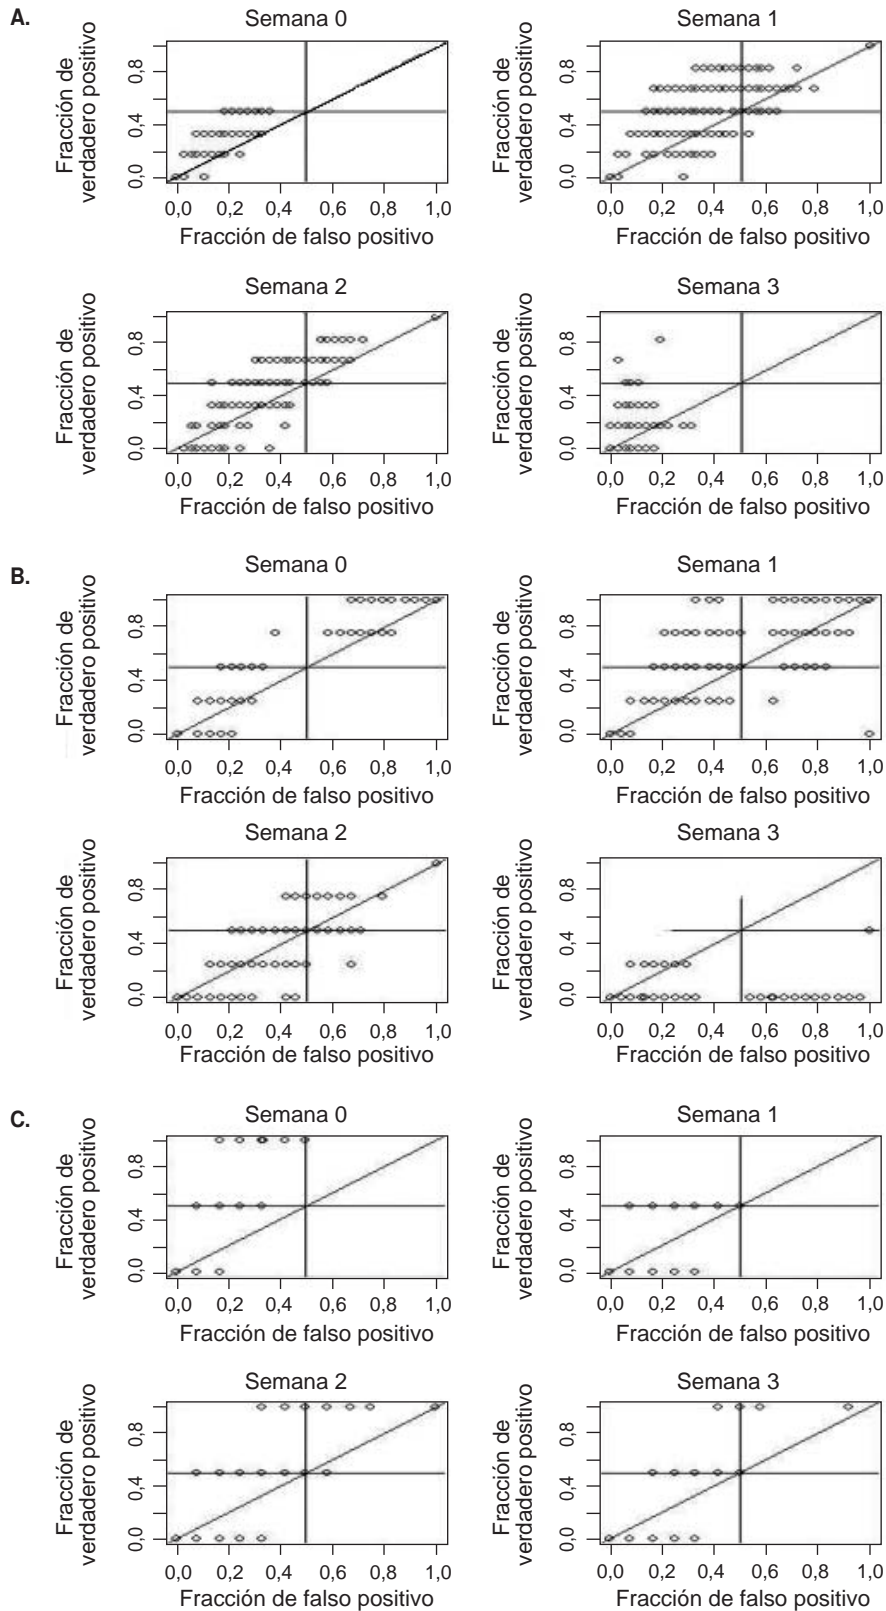 A.
Semana 0
Semana 1
Fracción de
verdadero positivo
0,0 0,4 0,8
0,0 0,2 0,4 0,6 0,8 1,0
Fracción de falso positivo
Fracción de
verdadero positivo
0,0 0,4 0,8
0,0 0,2 0,4 0,6 0,8 1,0
Fracción de falso positivo
Semana 2
Semana 3
Fracción de
verdadero positivo
0,0 0,4 0,8
0,0 0,2 0,4 0,6 0,8 1,0
Fracción de falso positivo
Fracción de
verdadero positivo
0,0 0,4 0,8
0,0 0,2 0,4 0,6 0,8 1,0
Fracción de falso positivo
B.
Semana 0
Semana 1
Fracción de
verdadero positivo
0,0 0,4 0,8
0,0 0,2 0,4 0,6 0,8 1,0
Fracción de falso positivo
Fracción de
verdadero positivo
0,0 0,4 0,8
0,0 0,2 0,4 0,6 0,8 1,0
Fracción de falso positivo
Semana 2
Semana 3
Fracción de
verdadero positivo
0,0 0,4 0,8
0,0 0,2 0,4 0,6 0,8 1,0
Fracción de falso positivo
Fracción de
verdadero positivo
0,0 0,4 0,8
0,0 0,2 0,4 0,6 0,8 1,0
Fracción de falso positivo
C.
Semana 0
Semana 1
Fracción de
verdadero positivo
0,0 0,4 0,8
0,0 0,2 0,4 0,6 0,8 1,0
Fracción de falso positivo
Fracción de
verdadero positivo
0,0 0,4 0,8
0,0 0,2 0,4 0,6 0,8 1,0
Fracción de falso positivo
Semana 2
Semana 3
Fracción de
verdadero positivo
0,0 0,4 0,8
0,0 0,2 0,4 0,6 0,8 1,0
Fracción de falso positivo
Fracción de
verdadero positivo
0,0 0,4 0,8
0,0 0,2 0,4 0,6 0,8 1,0
Fracción de falso positivo